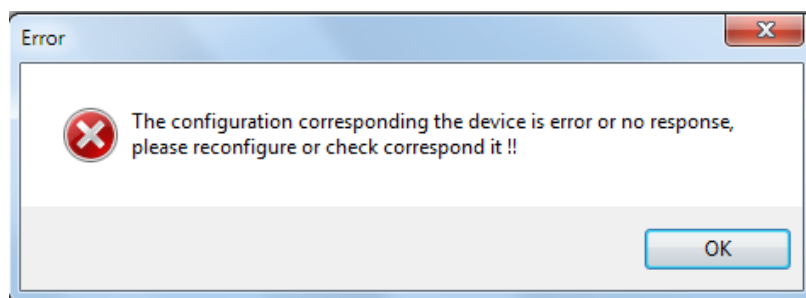 Error
The configuration corresponding the device is error or no response,
please reconfigure or check correspond it !!
OK